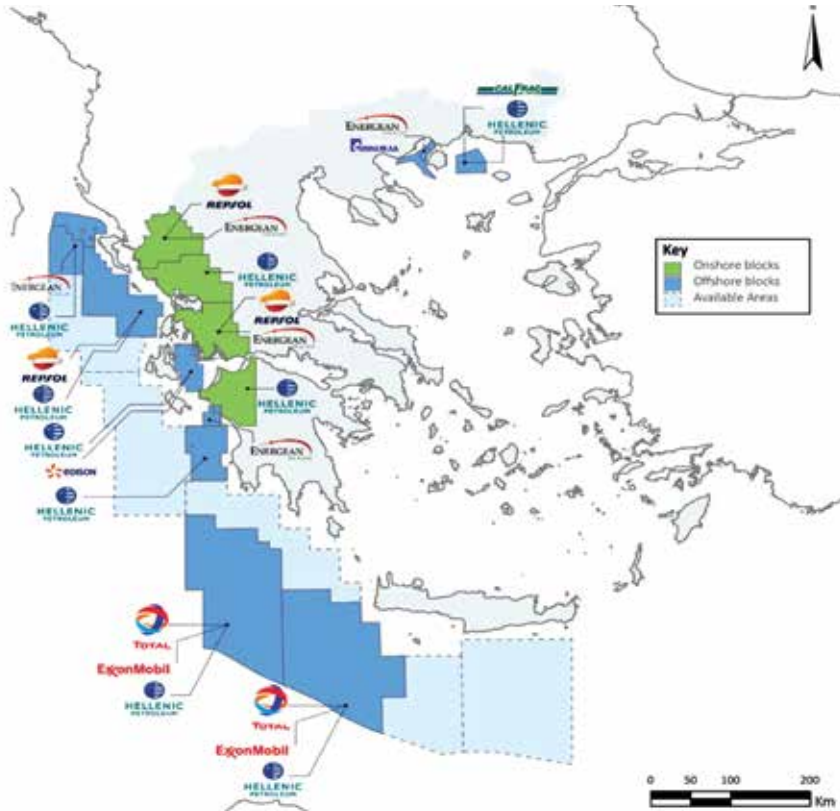 CALFRAC
HELLENIC
PETROLEUM
ENERGEAN
REPSOL
ENERGEAN
HELLENIC
PETROLEUM
REPSOL
ENERGEAN
HELLENIC
PETROLEUM
ENERGEAN
ENERGEAN
HELLENIC
PETROLEUM
REPSOL
HELLENIC
PETROLEUM
HELLENIC
PETROLEUM
EDISON
HELLENIC
PETROLEUM
TOTAL
ExxonMobil
HELLENIC
PETROLEUM
TOTAL
ExxonMobil
HELLENIC
PETROLEUM
Key
Onshore blocks
Offshore blocks
Available Areas
0 50 100 200
Km